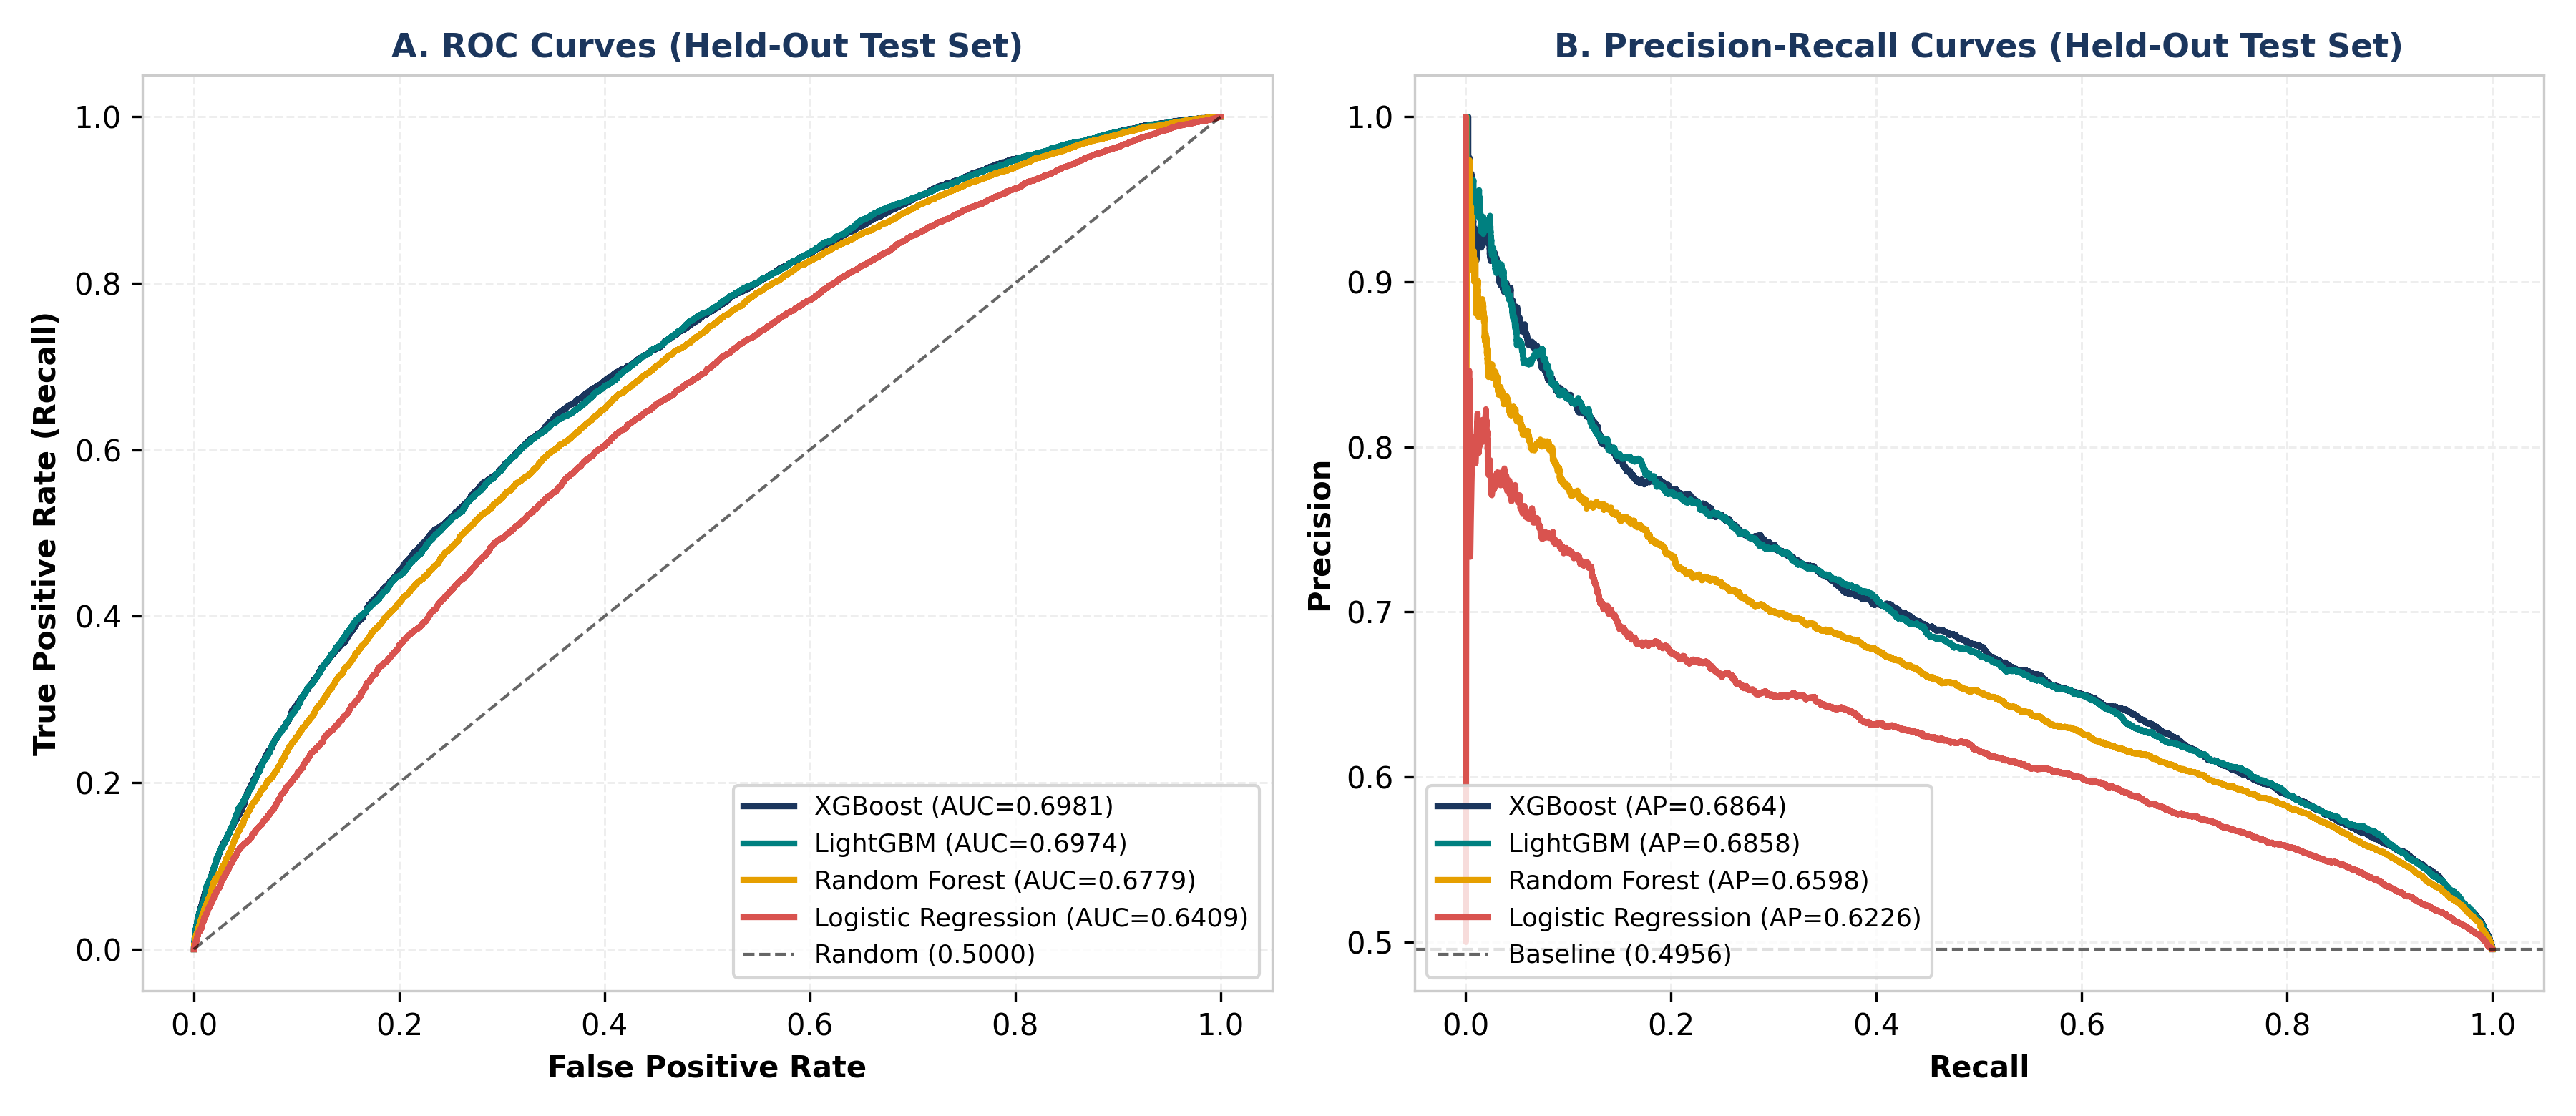 A. ROC Curves (Held-Out Test Set)
True Positive Rate (Recall)
1.0
0.8
0.6
0.4
0.2
0.0
XGBoost (AUC=0.6981)
LightGBM (AUC=0.6974)
Random Forest (AUC=0.6779)
Logistic Regression (AUC=0.6409)
Random (0.5000)
0.0 0.2 0.4 0.6 0.8 1.0
False Positive Rate
B. Precision-Recall Curves (Held-Out Test Set)
Precision
1.0
0.9
0.8
0.7
0.6
0.5
XGBoost (AP=0.6864)
LightGBM (AP=0.6858)
Random Forest (AP=0.6598)
Logistic Regression (AP=0.6226)
Baseline (0.4956)
0.0 0.2 0.4 0.6 0.8 1.0
Recall